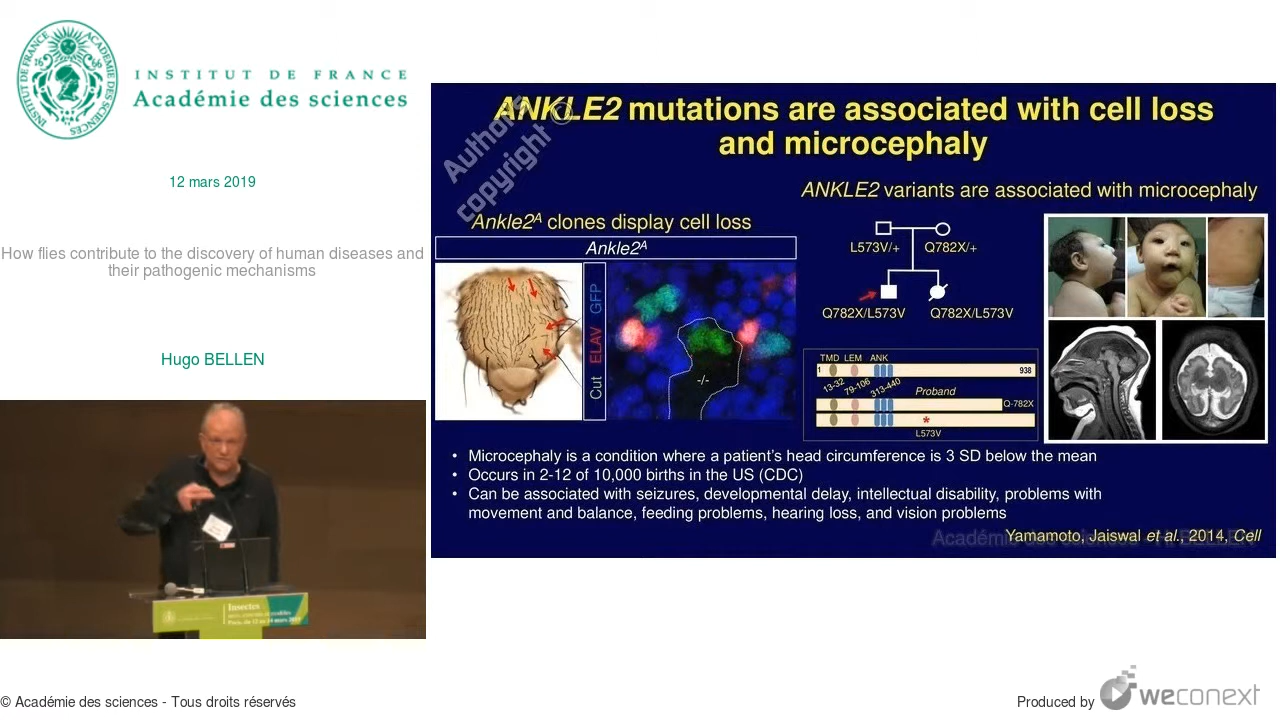 INSTITUT DE FRANCE
Académie des sciences
12 mars 2019
How flies contribute to the discovery of human diseases and
their pathogenic mechanisms
Hugo BELLEN
Insectes
© Académie des sciences - Tous droits réservés
Authors
copyright ©
ANKLE2 mutations are associated with cell loss
and microcephaly
Ankle2A clones display cell loss
Ankle2A
Cut ELAV GFP
-/-
ANKLE2 variants are associated with microcephaly
L573V/+ Q782X/+
Q782X/L573V Q782X/L573V
TMD LEM ANK
1 938
13-32 79-106 313-440
Proband
Q-782X
*
L573V
• Microcephaly is a condition where a patient's head circumference is 3 SD below the mean
• Occurs in 2-12 of 10,000 births in the US (CDC)
• Can be associated with seizures, developmental delay, intellectual disability, problems with
movement and balance, feeding problems, hearing loss, and vision problems
Yamamoto, Jaiswal et al., 2014, Cell
Académie des sciences - H. BELLEN
Produced by weconext